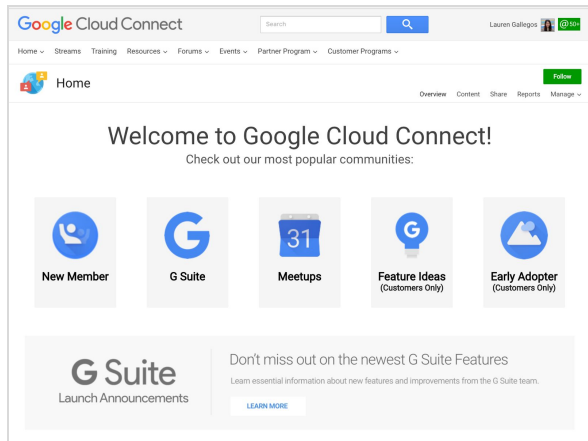 Google Cloud Connect
Search
Lauren Gallegos @ 50+
Home Streams Training Resources Forums Events Partner Program Customer Programs
Home
Follow
Overview Content Share Reports Manage
Welcome to Google Cloud Connect!
Check out our most popular communities:
G 31 G
New Member G Suite Meetups Feature Ideas Early Adopter
(Customers Only) (Customers Only)
G Suite
Launch Announcements
Don't miss out on the newest G Suite Features
Learn essential information about new features and improvements from the G Suite team.
LEARN MORE